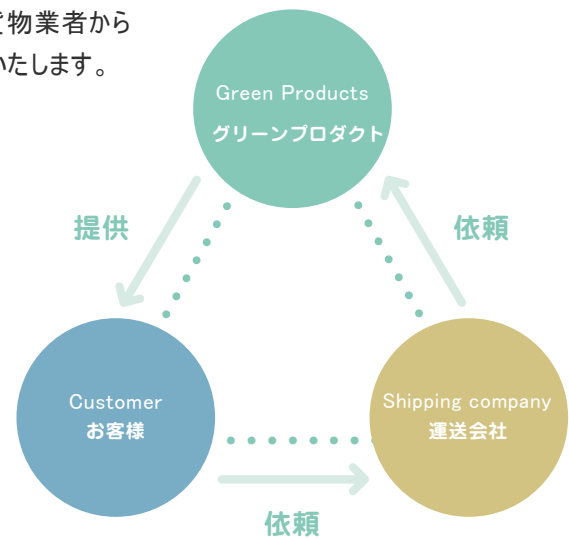 貨物業者から
いたします。
Green Products
グリーンプロダクト
提供
依頼
Customer
お客様
Shipping company
運送会社
依頼